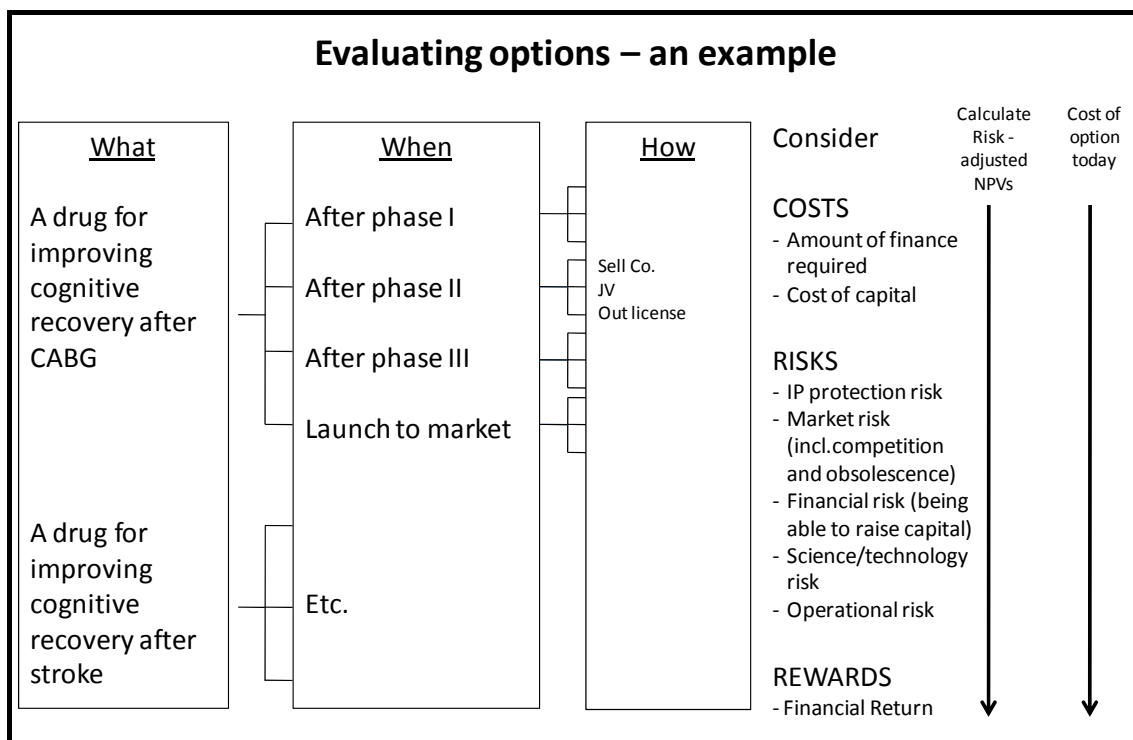 Evaluating options – an example
What
A drug for
improving
cognitive
recovery after
CABG
A drug for
improving
cognitive
recovery after
stroke
When
After phase I
After phase II
After phase III
Launch to market
Etc.
How
Sell Co.
JV
Out license
Consider
COSTS
- Amount of finance
required
- Cost of capital
RISKS
- IP protection risk
- Market risk
(incl.competition
and obsolescence)
- Financial risk (being
able to raise capital)
- Science/technology
risk
- Operational risk
REWARDS
- Financial Return
Calculate
Risk -
adjusted
NPVs
Cost of
option
today